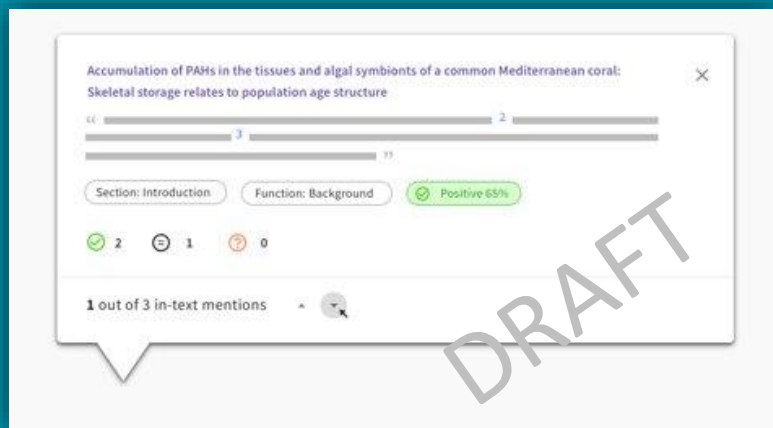 Accumulation of PAHs in the tissues and algal symbionts of a common Mediterranean coral:
Skeletal storage relates to population age structure
“ 2
3
”
Section: Introduction Function: Background Positive 65%
2 1 0
1 out of 3 in-text mentions
DRAFT